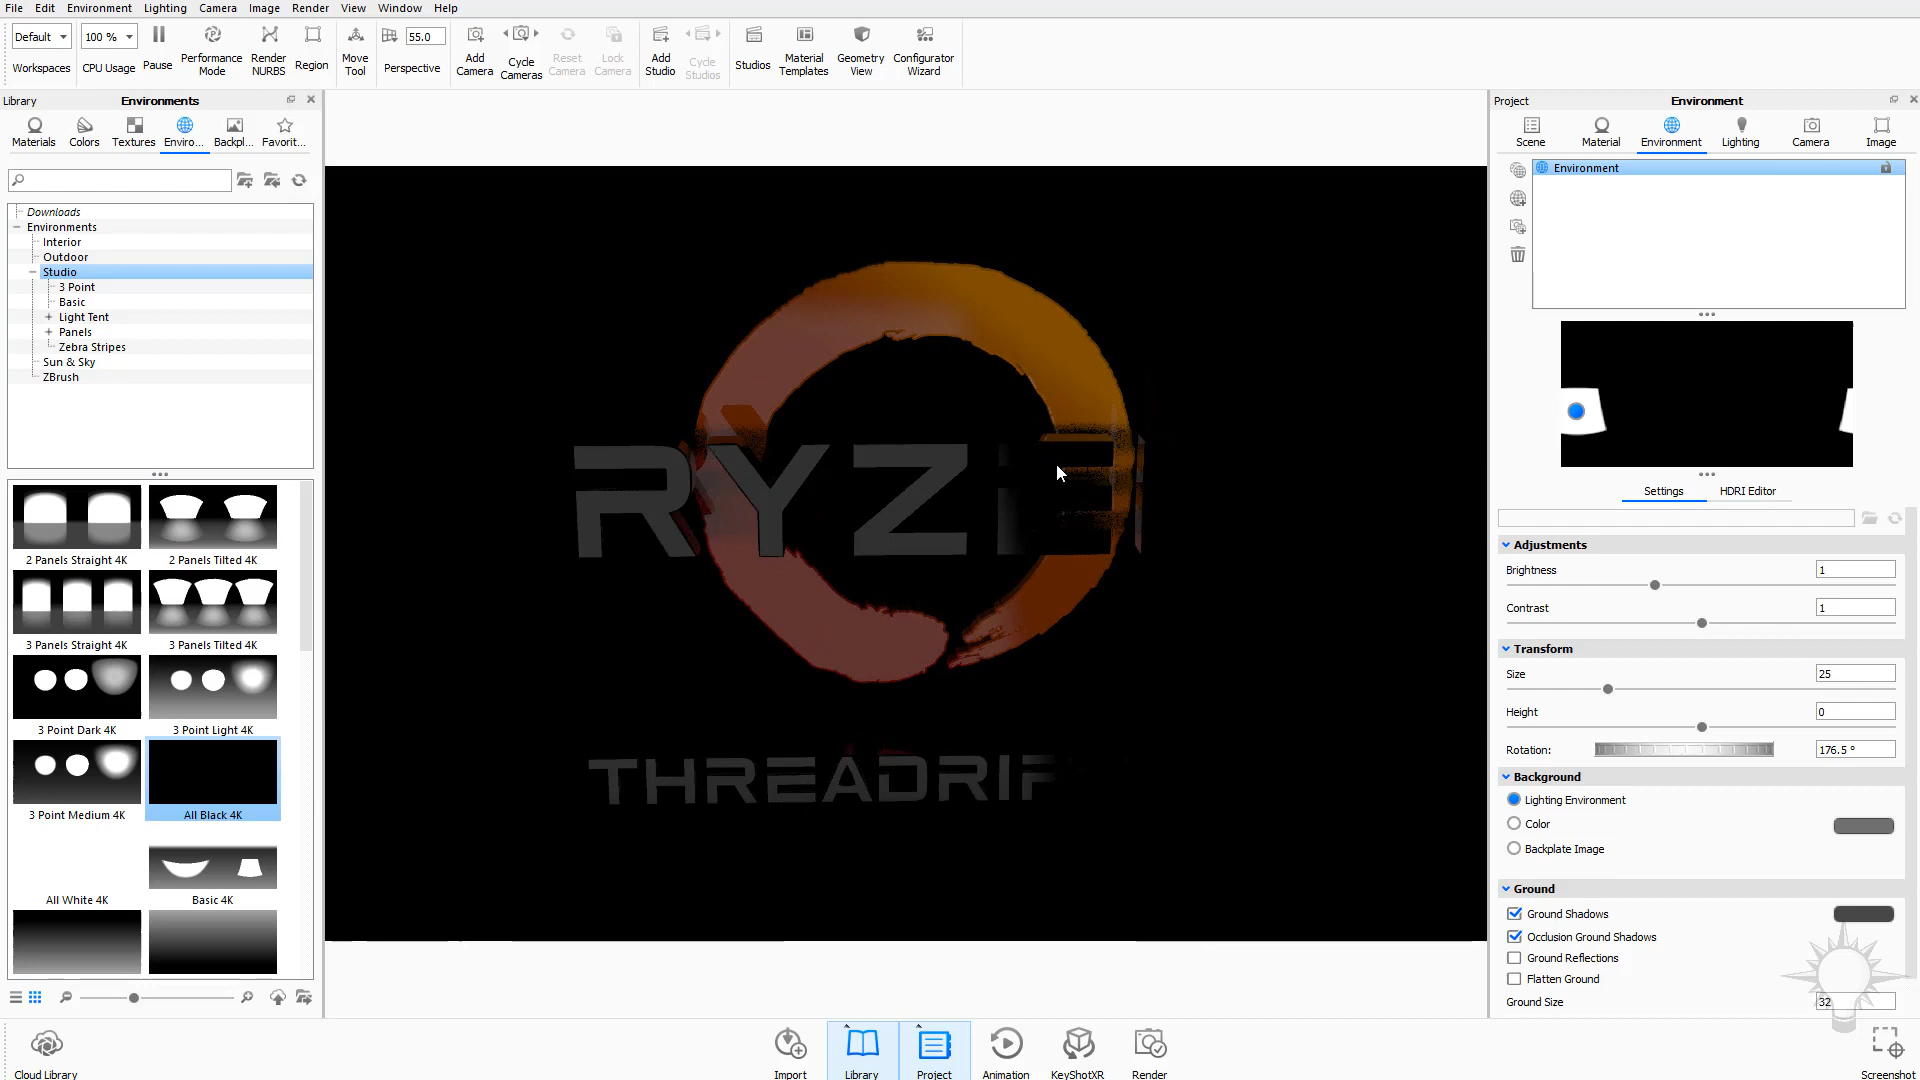 File Edit Environment Lighting Camera Image Render View Window Help
Default 100 % 55.0
Workspaces CPU Usage Pause Performance Mode Render NURBS Region Move Tool Perspective Add Camera Cycle Cameras Reset Camera Lock Camera Add Studio Cycle Studios Studios Material Templates Geometry View Configurator Wizard
Library Environments
Materials Colors Textures Enviro... Backpl... Favorit...
Downloads
Environments
Interior
Outdoor
Studio
3 Point
Basic
Light Tent
Panels
Zebra Stripes
Sun & Sky
ZBrush
2 Panels Straight 4K 2 Panels Tilted 4K
3 Panels Straight 4K 3 Panels Tilted 4K
3 Point Dark 4K 3 Point Light 4K
3 Point Medium 4K All Black 4K
All White 4K Basic 4K
RYZE
THREADRIP
Project Environment
Scene Material Environment Lighting Camera Image
Environment
Settings HDRI Editor
Adjustments
Brightness 1
Contrast 1
Transform
Size 25
Height 0
Rotation: 176.5 °
Background
Lighting Environment
Color
Backplate Image
Ground
Ground Shadows
Occlusion Ground Shadows
Ground Reflections
Flatten Ground
Ground Size 32
Cloud Library Import Library Project Animation KeyShotXR Render Screenshot